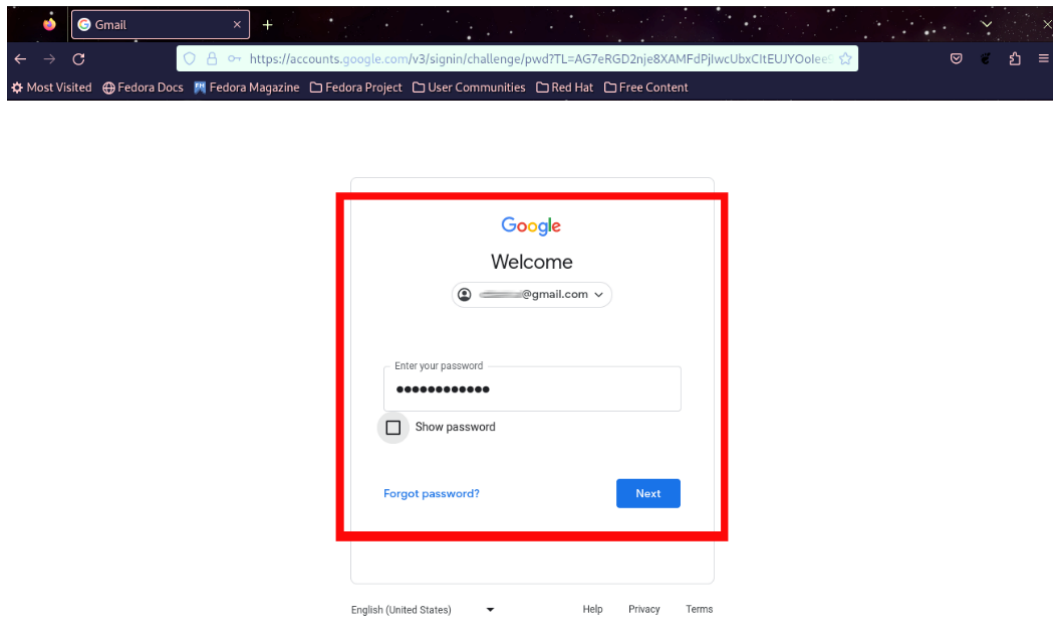 Gmail
https://accounts.google.com/v3/signin/challenge/pwd?TL=AG7eRGD2nje8XAMFdPjIwcUbxCItEUJYOoIeeS
Most Visited Fedora Docs Fedora Magazine Fedora Project User Communities Red Hat Free Content
Google
Welcome
@gmail.com
Enter your password
Show password
Forgot password? Next
English (United States) Help Privacy Terms